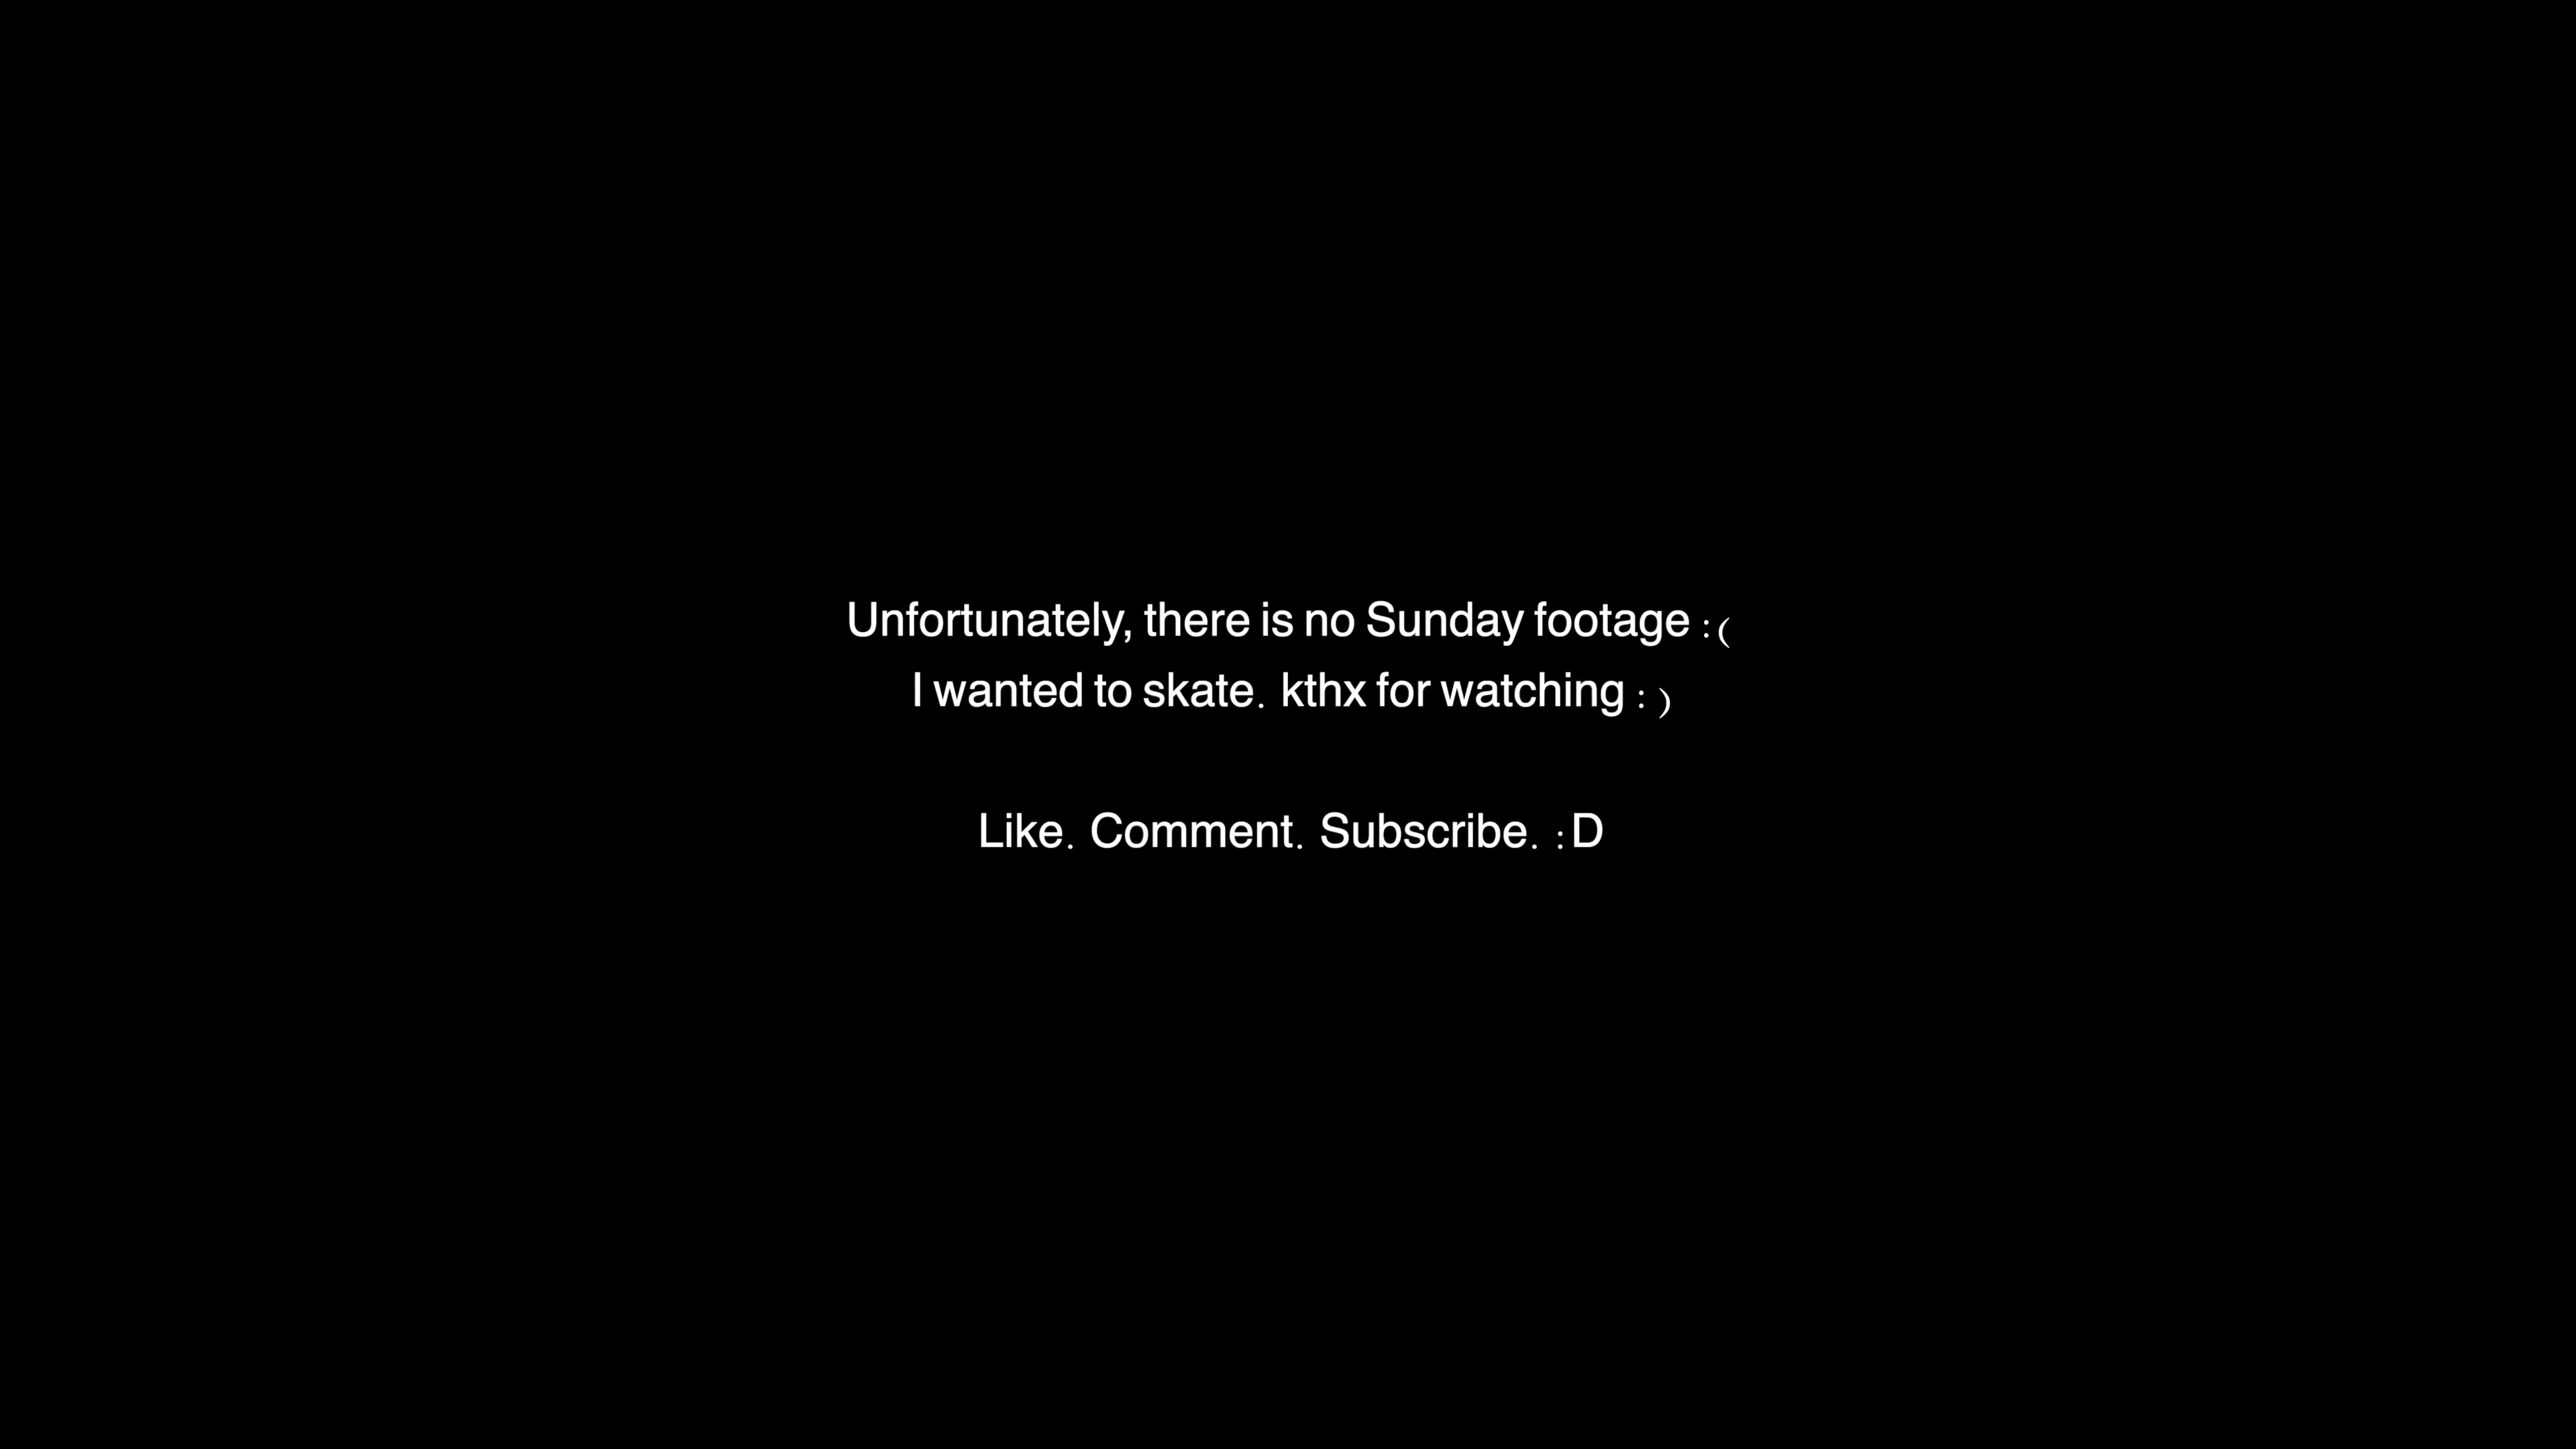 Unfortunately, there is no Sunday footage :(
I wanted to skate. kthx for watching : )
Like. Comment. Subscribe. :D